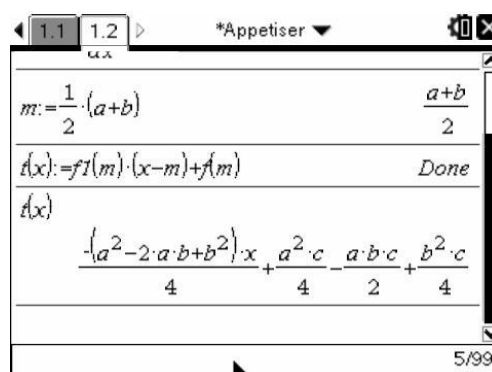 1.1 1.2 *Appetiser
dx
m:=1/2·(a+b) (a+b)/2
t(x):=f1(m)·(x-m)+f(m) Done
t(x)
-(a²-2·a·b+b²)·x/4 + a²·c/4 - a·b·c/2 + b²·c/4
5/99